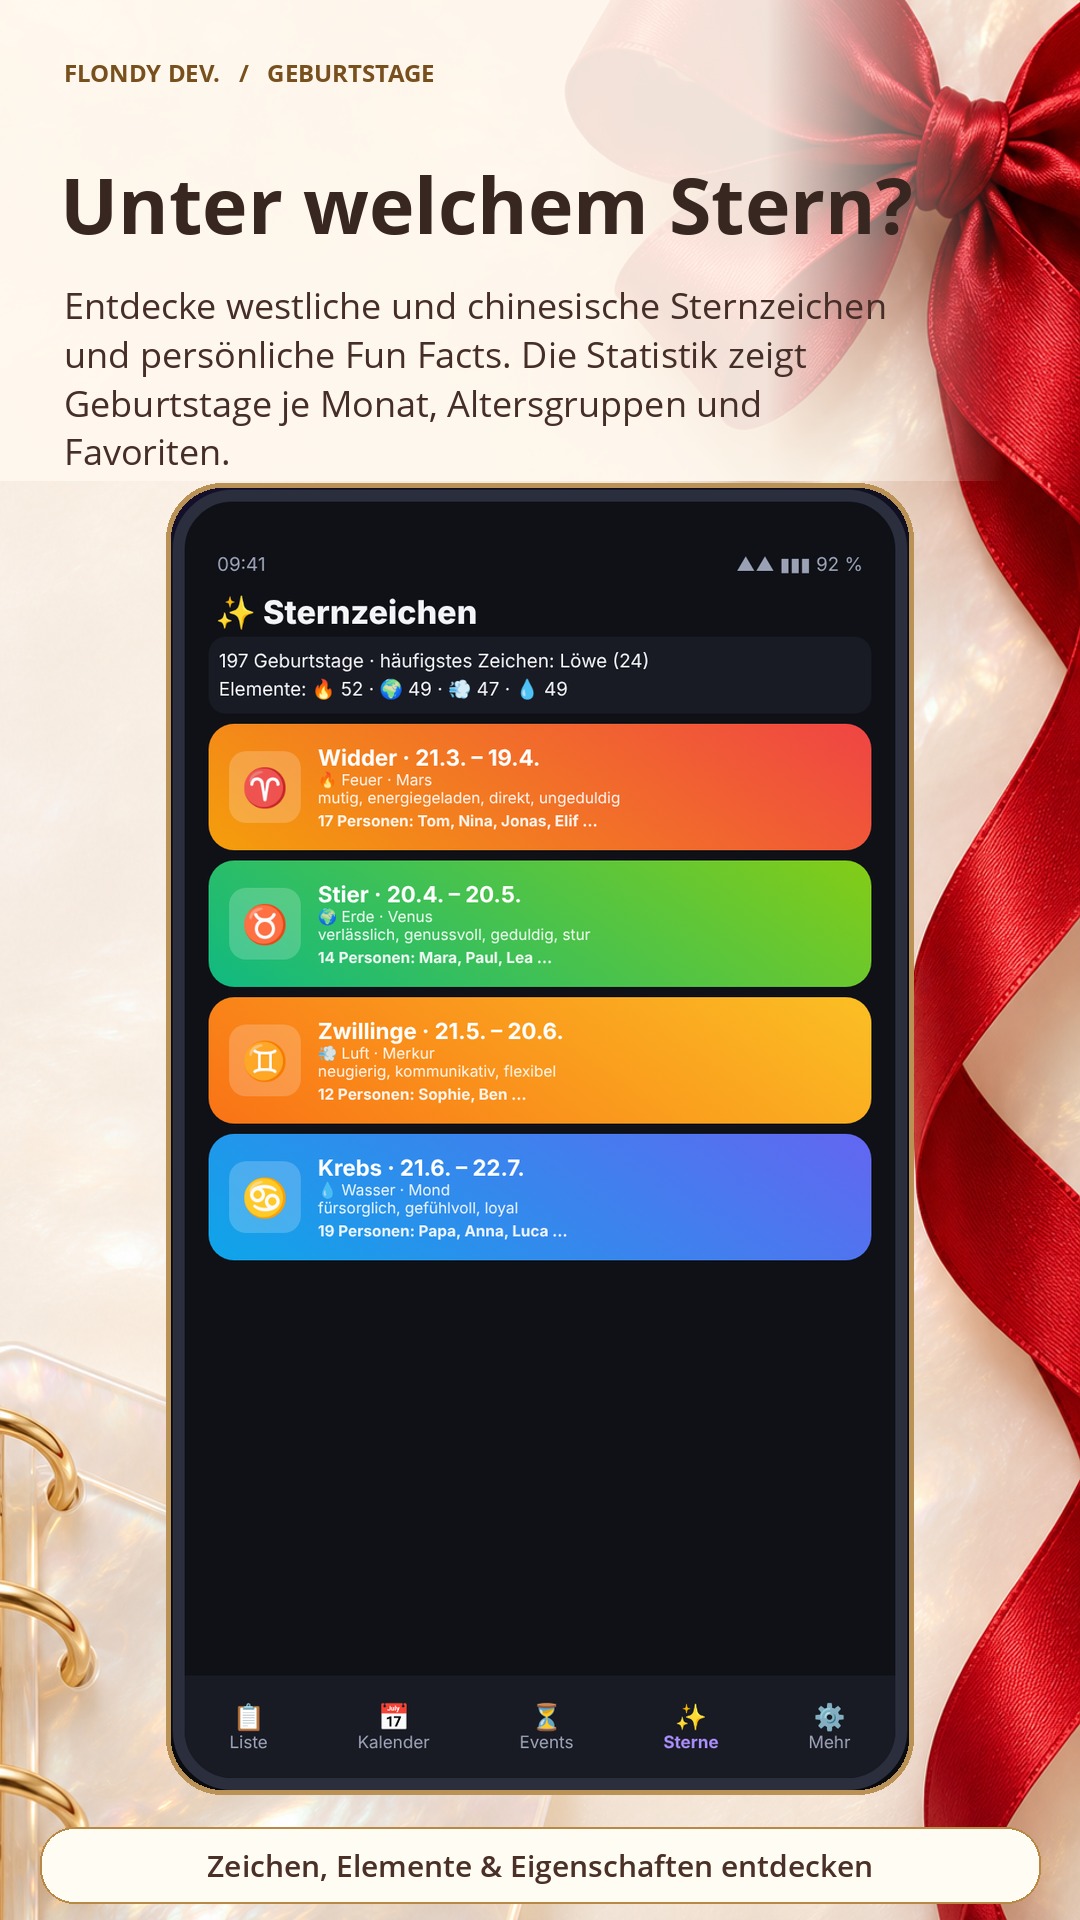 FLONDY DEV. / GEBURTSTAGE
Unter welchem Stern?
Entdecke westliche und chinesische Sternzeichen
und persönliche Fun Facts. Die Statistik zeigt
Geburtstage je Monat, Altersgruppen und
Favoriten.
09:41 92 %
✨ Sternzeichen
197 Geburtstage · häufigstes Zeichen: Löwe (24)
Elemente: 🔥 52 · 🌍 49 · 💨 47 · 💧 49
Widder · 21.3. – 19.4.
🔥 Feuer · Mars
mutig, energiegeladen, direkt, ungeduldig
17 Personen: Tom, Nina, Jonas, Elif ...
Stier · 20.4. – 20.5.
🌍 Erde · Venus
verlässlich, genussvoll, geduldig, stur
14 Personen: Mara, Paul, Lea ...
Zwillinge · 21.5. – 20.6.
💨 Luft · Merkur
neugierig, kommunikativ, flexibel
12 Personen: Sophie, Ben ...
Krebs · 21.6. – 22.7.
💧 Wasser · Mond
fürsorglich, gefühlvoll, loyal
19 Personen: Papa, Anna, Luca ...
July
17
Liste Kalender Events Sterne Mehr
Zeichen, Elemente & Eigenschaften entdecken